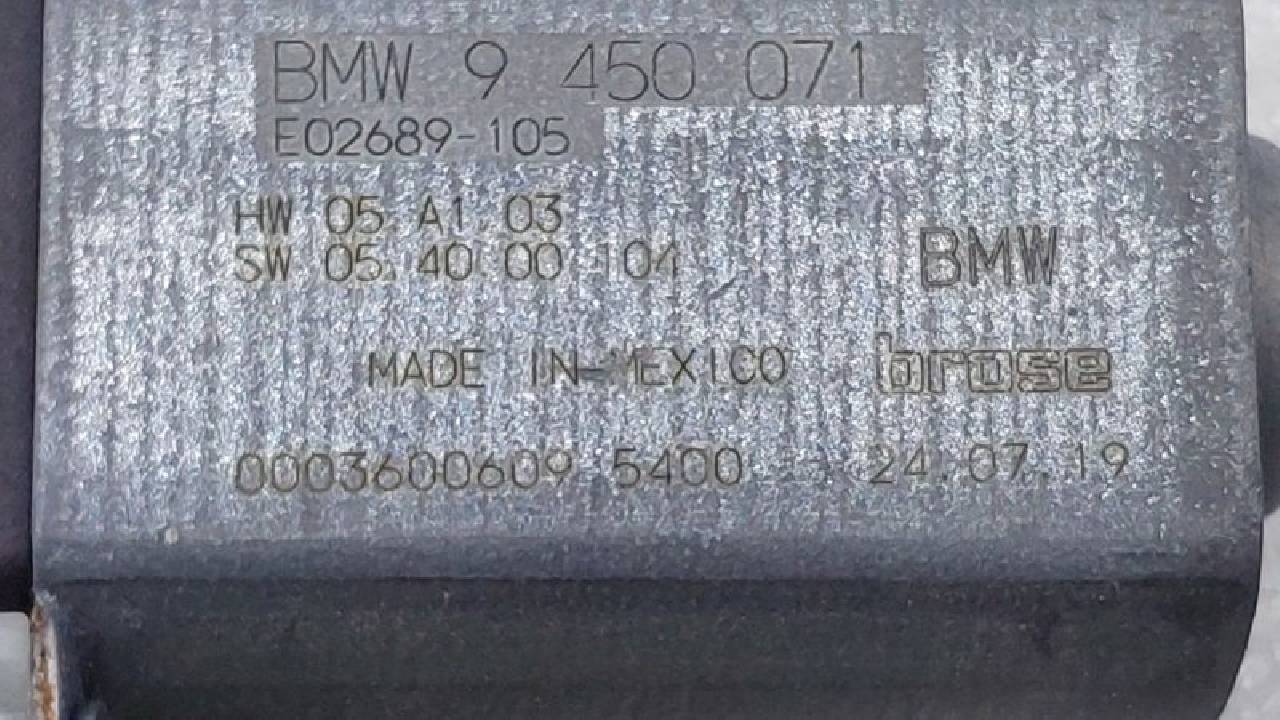 BMW 9 450 071
E02689-105
HW 05 A1 03
SW 05 40 00 104
BMW
MADE IN MEXICO
brose
0003600609 5400
24.07.19